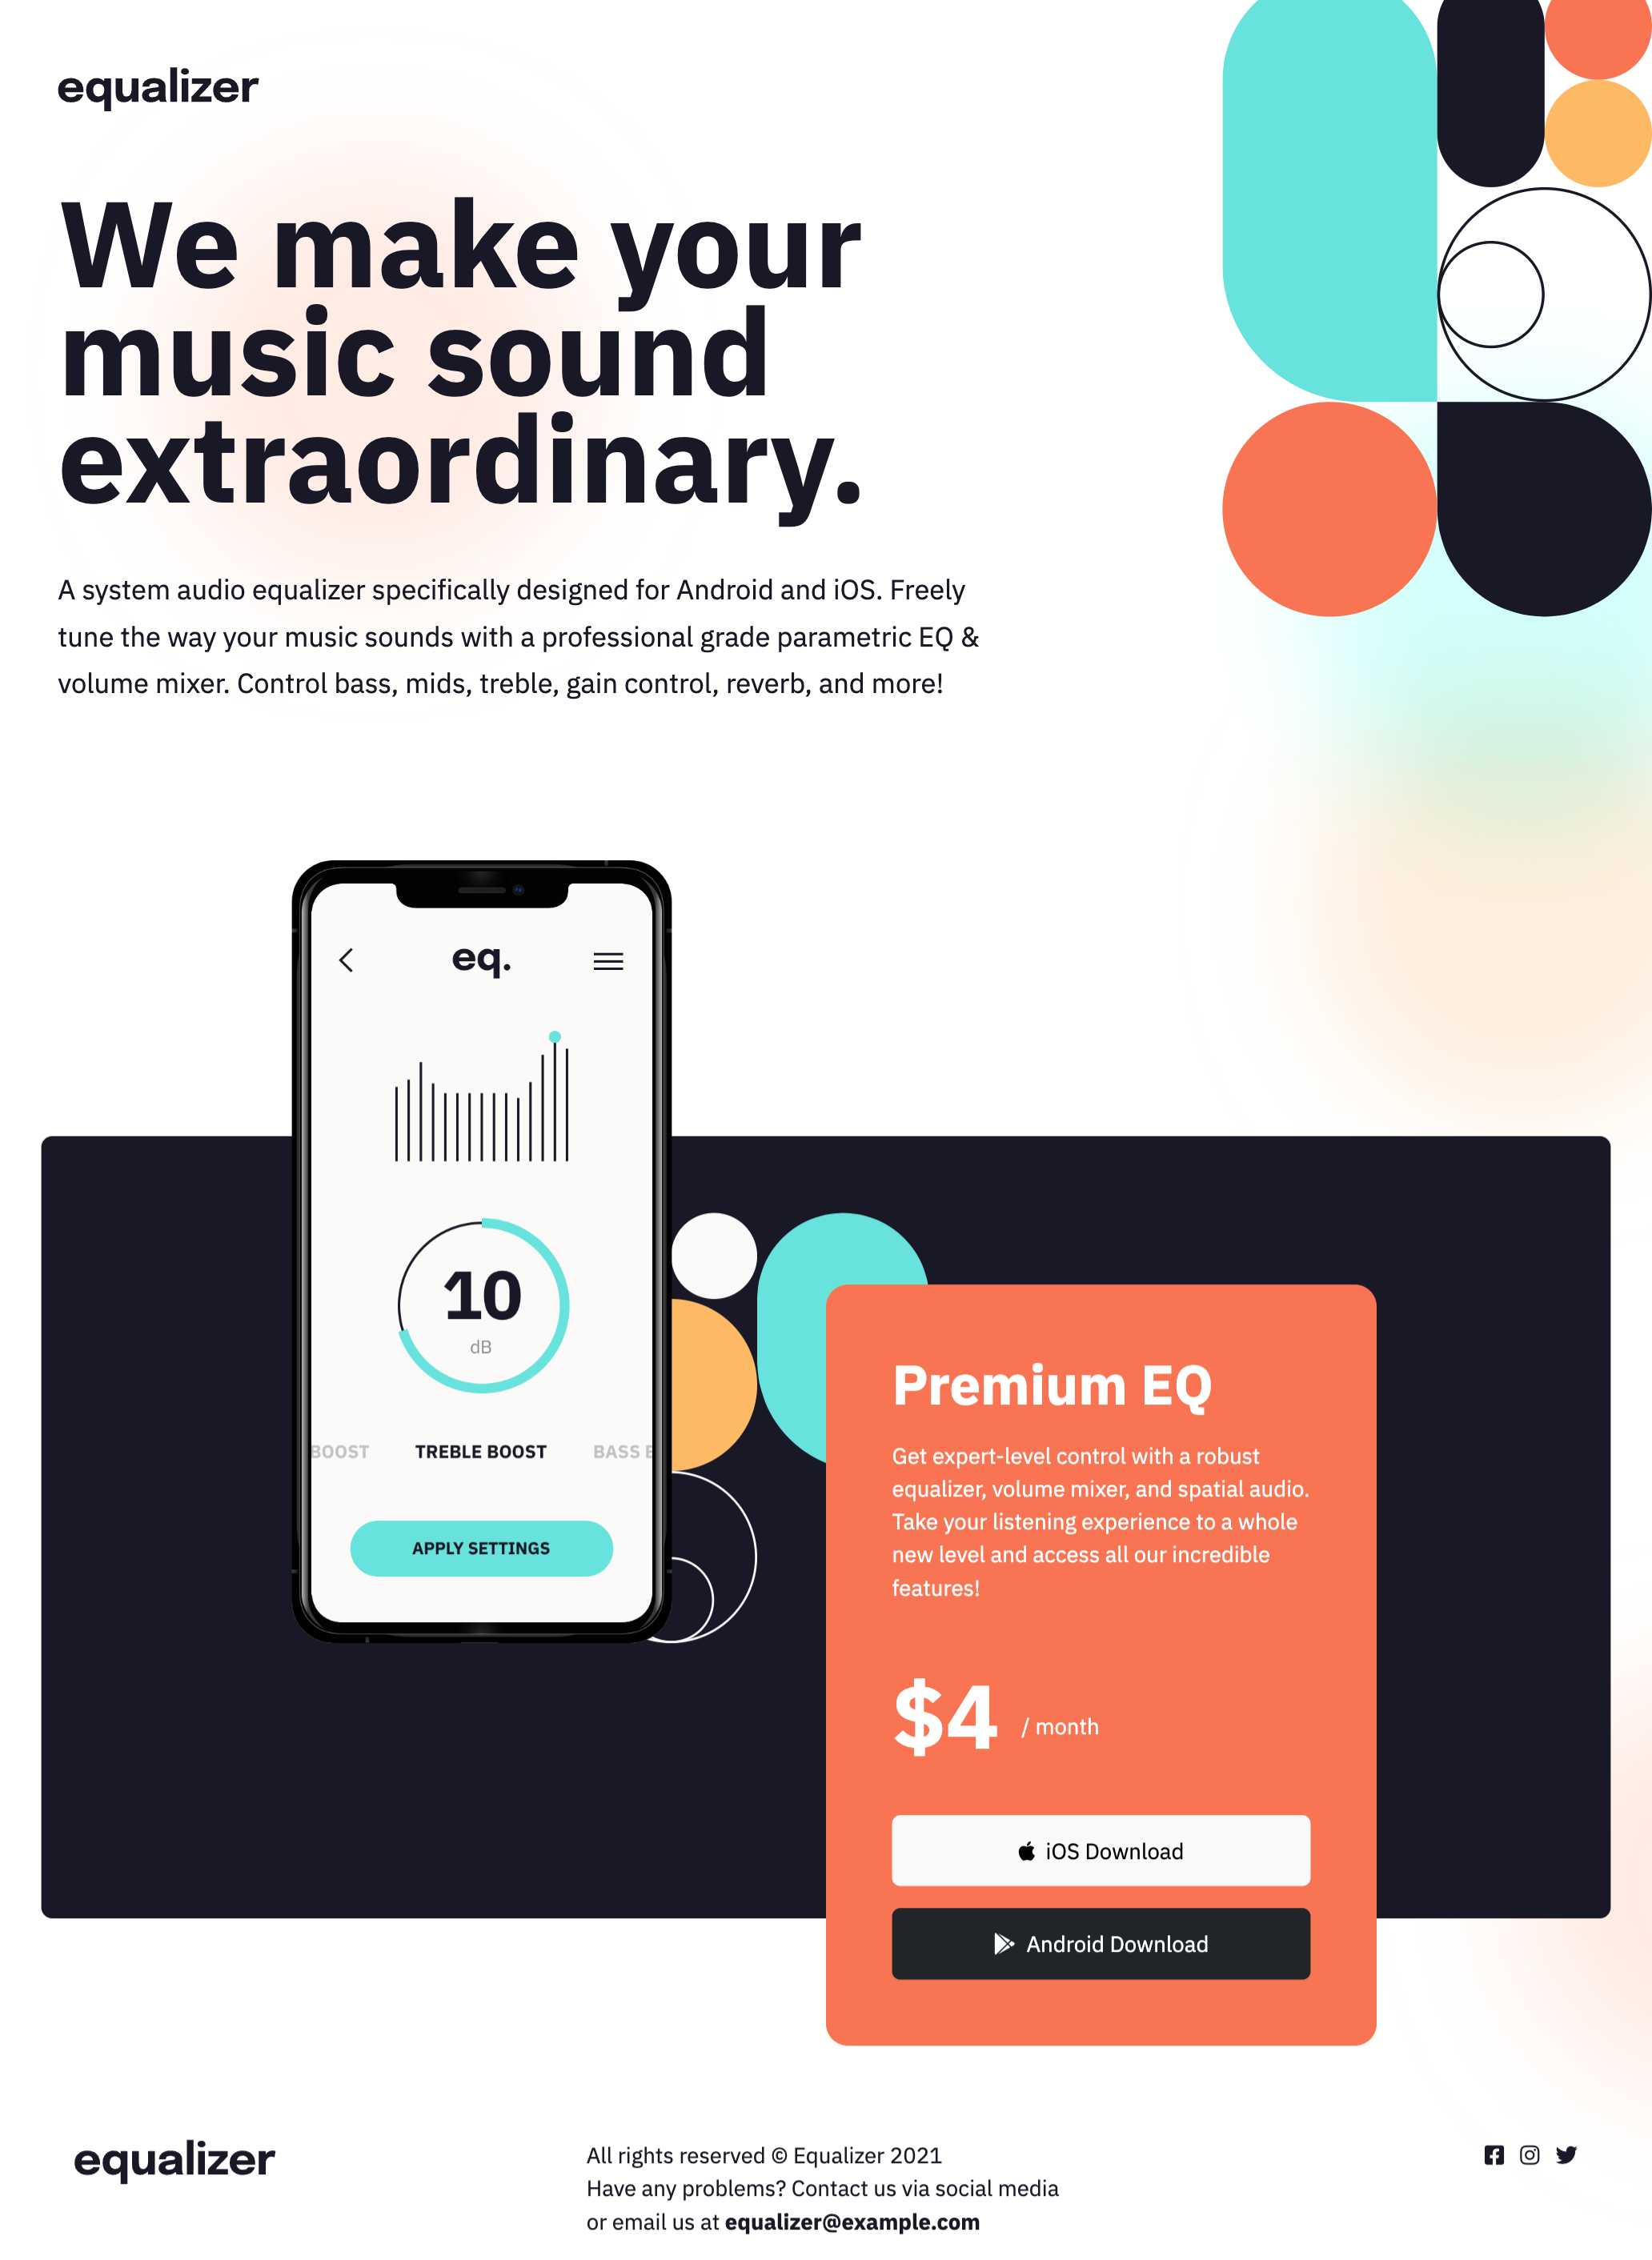 equalizer
We make your
music sound
extraordinary.
A system audio equalizer specifically designed for Android and iOS. Freely
tune the way your music sounds with a professional grade parametric EQ &
volume mixer. Control bass, mids, treble, gain control, reverb, and more!
eq.
10
dB
BOOST TREBLE BOOST BASS
APPLY SETTINGS
Premium EQ
Get expert-level control with a robust
equalizer, volume mixer, and spatial audio.
Take your listening experience to a whole
new level and access all our incredible
features!
$4 / month
iOS Download
Android Download
equalizer
All rights reserved © Equalizer 2021
Have any problems? Contact us via social media
or email us at equalizer@example.com